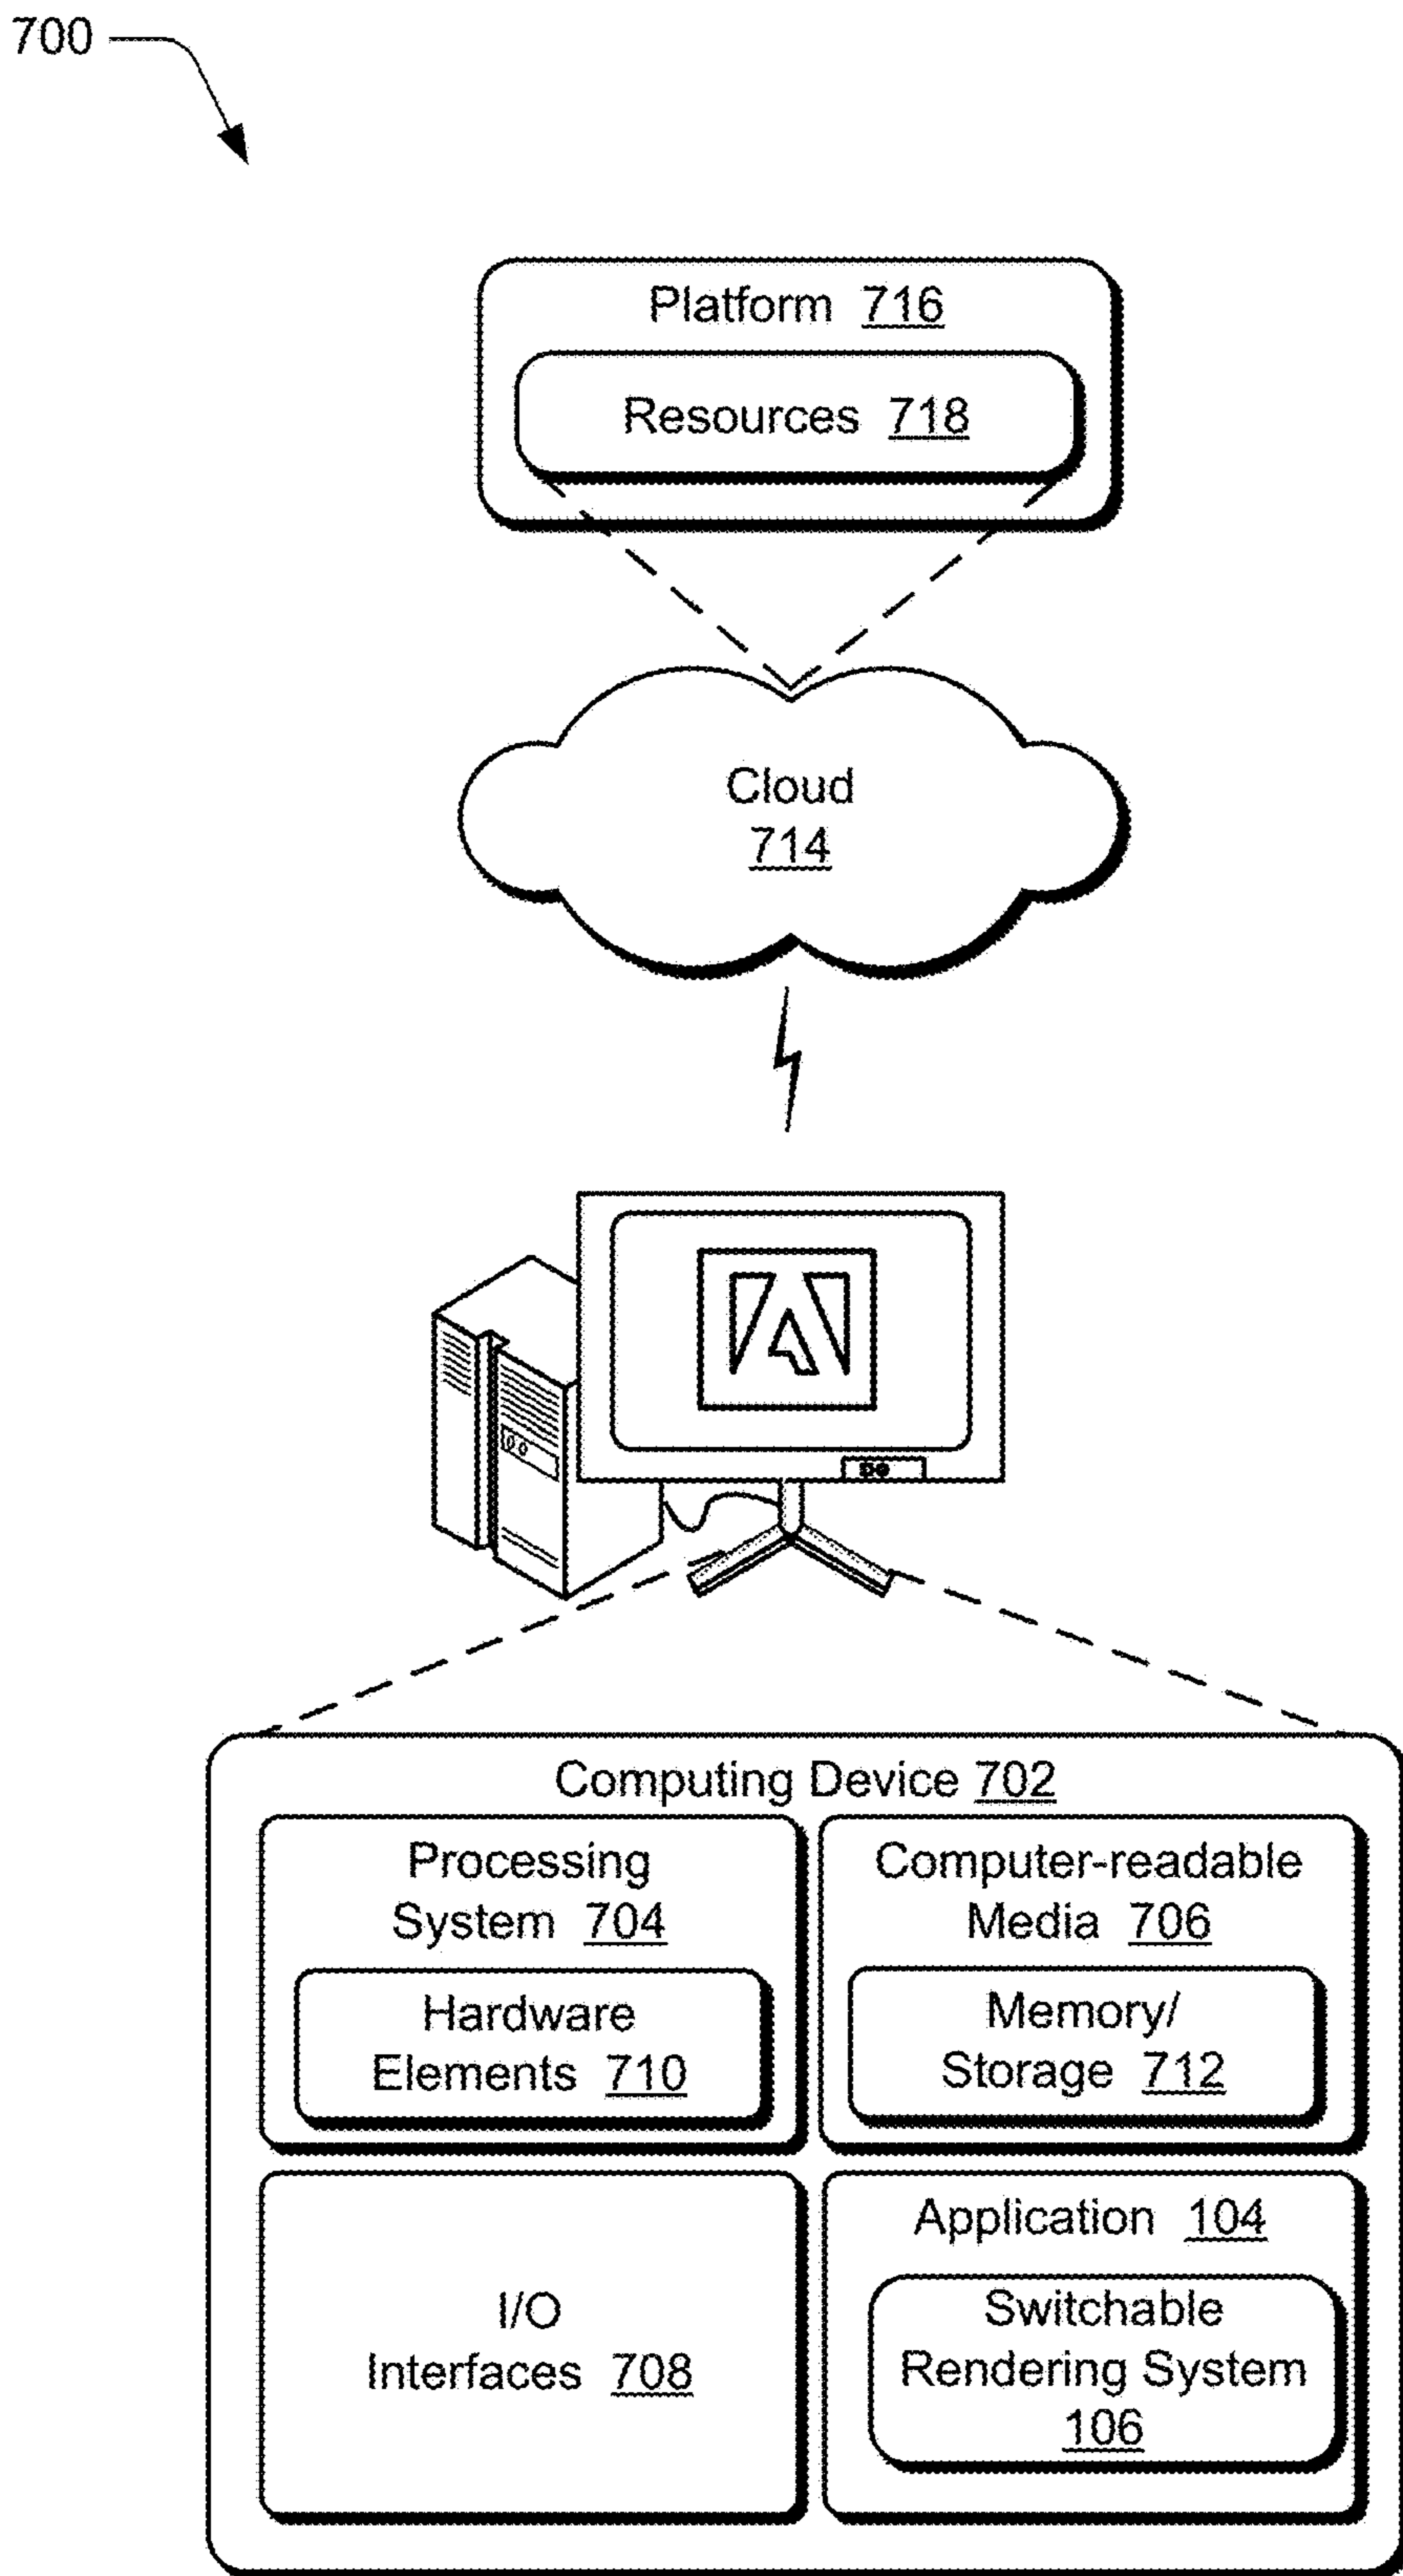 700
Platform 716
Resources 718
Cloud
714
Computing Device 702
Processing
System 704
Hardware
Elements 710
Computer-readable
Media 706
Memory/
Storage 712
I/O
Interfaces 708
Application 104
Switchable
Rendering System
106